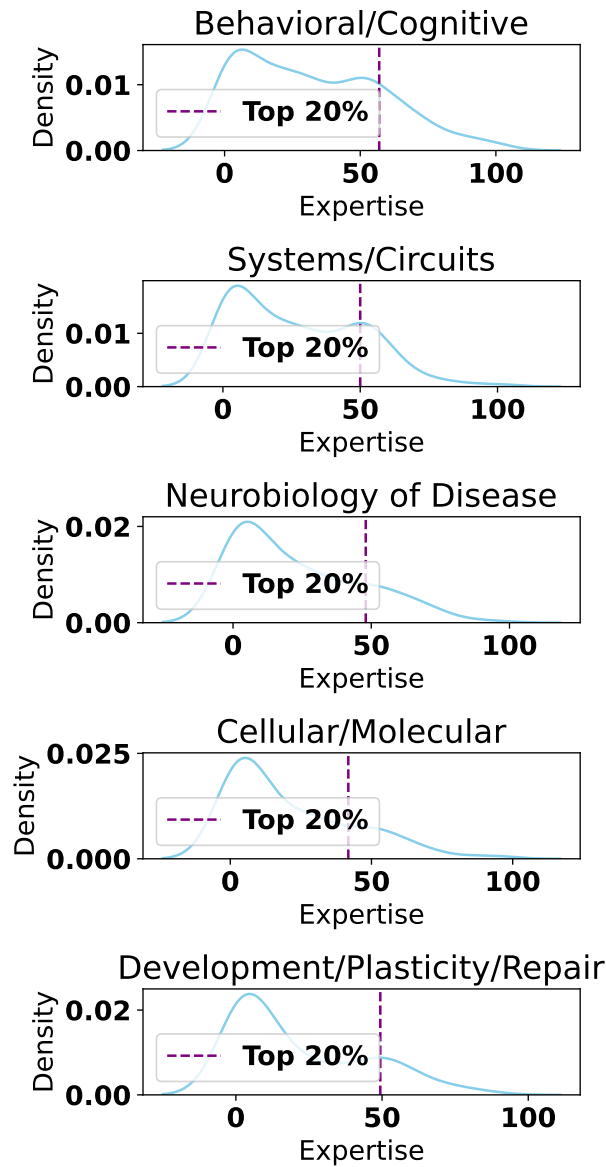 Behavioral/Cognitive
Density
0.01
0.00
Top 20%
0 50 100
Expertise
Systems/Circuits
Density
0.01
0.00
Top 20%
0 50 100
Expertise
Neurobiology of Disease
Density
0.02
0.00
Top 20%
0 50 100
Expertise
Cellular/Molecular
Density
0.025
0.000
Top 20%
0 50 100
Expertise
Development/Plasticity/Repair
Density
0.02
0.00
Top 20%
0 50 100
Expertise